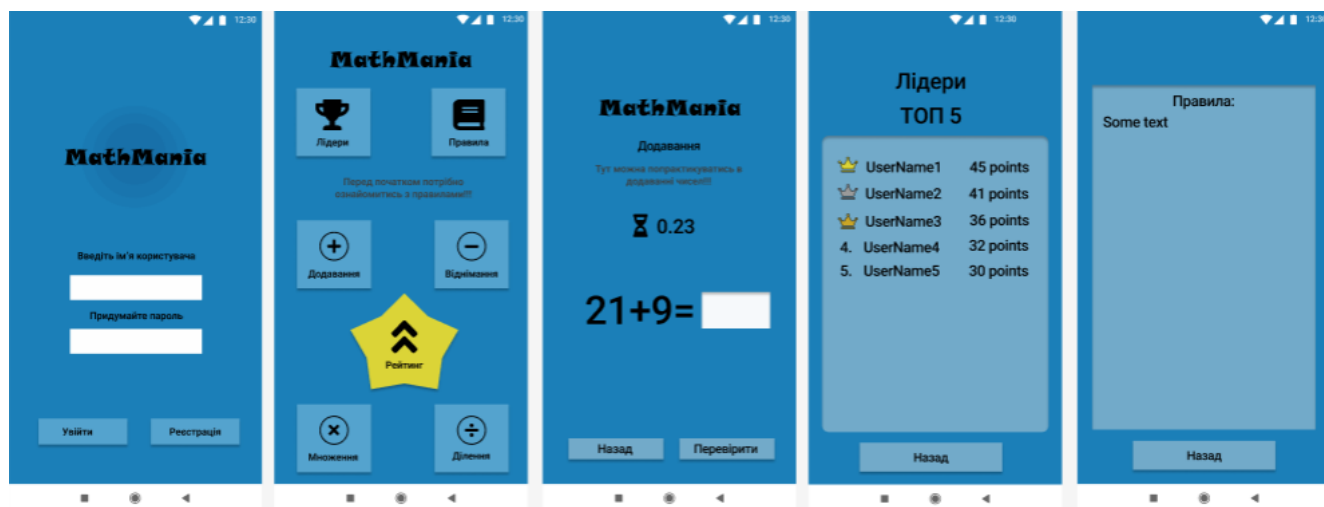 12:30
MathMania
Введіть ім'я користувача
Придумайте пароль
Увійти
Реєстрація
12:30
MathMania
Лідери
Правила
Перед початком потрібно
ознайомитись з правилами!!!
Додавання
Віднімання
Рейтинг
Множення
Ділення
12:30
MathMania
Додавання
Тут можна попрактикуватись в
додаванні чисел!!!
0.23
21+9=
Назад
Перевірити
12:30
Лідери
ТОП 5
UserName1 45 points
UserName2 41 points
UserName3 36 points
4. UserName4 32 points
5. UserName5 30 points
Назад
12:30
Правила:
Some text
Назад